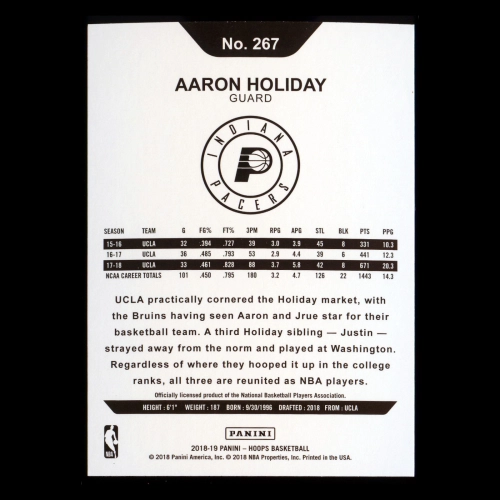 No. 267
AARON HOLIDAY
GUARD
INDIANA
PACERS
SEASON TEAM G FG% FT% 3PM RPG APG STL BLK PTS PPG
15-16 UCLA 32 .394 .727 39 3.0 3.9 45 8 331 10.3
16-17 UCLA 36 .485 .793 53 2.9 4.4 39 6 441 12.3
17-18 UCLA 33 .461 .828 88 3.7 5.8 42 8 671 20.3
NCAA CAREER TOTALS 101 .450 .795 180 3.2 4.7 126 22 1443 14.3
UCLA practically cornered the Holiday market, with
the Bruins having seen Aaron and Jrue star for their
basketball team. A third Holiday sibling — Justin —
strayed away from the norm and played at Washington.
Regardless of where they hooped it up in the college
ranks, all three are reunited as NBA players.
Officially licensed product of the National Basketball Players Association.
HEIGHT: 6'1" WEIGHT: 187 BORN: 9/30/1996 DRAFTED: 2018 FROM: UCLA
PANINI
2018-19 PANINI – HOOPS BASKETBALL
© 2018 Panini America, Inc. © 2018 NBA Properties, Inc. Printed in the USA.
NBA